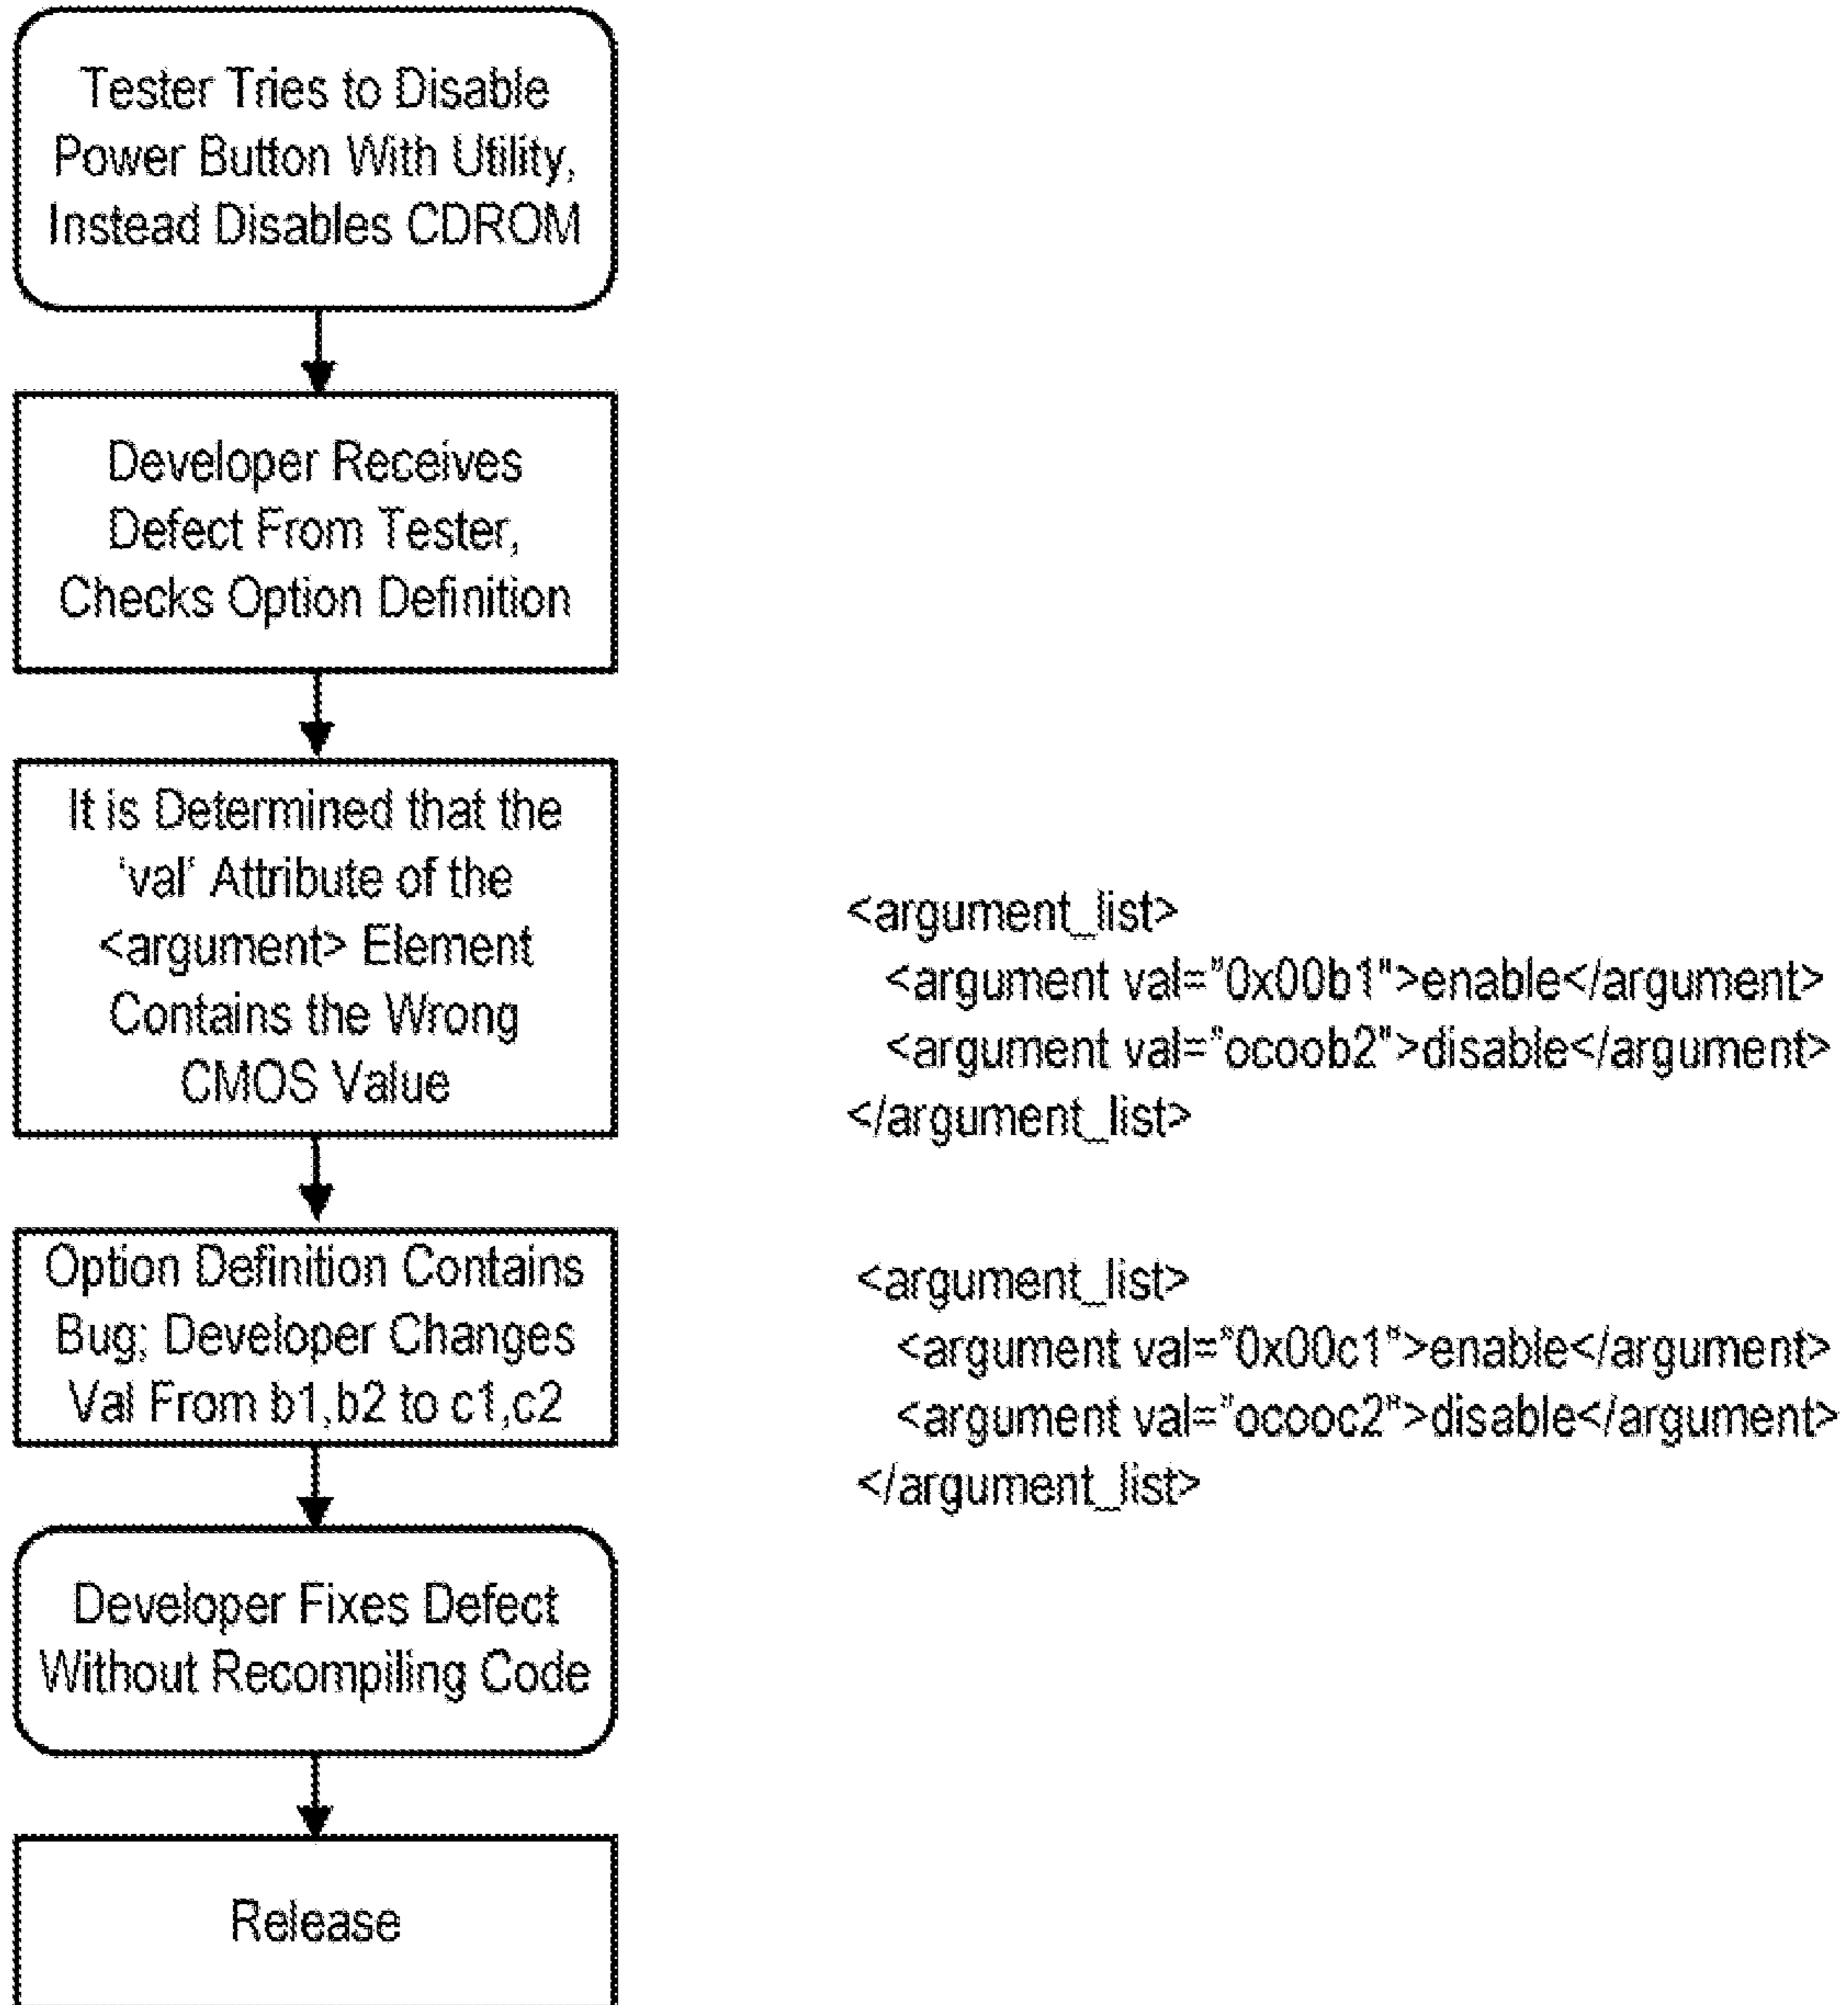 Tester Tries to Disable
Power Button With Utility,
Instead Disables CDROM
Developer Receives
Defect From Tester,
Checks Option Definition
It is Determined that the
‘val’ Attribute of the
<argument> Element
Contains the Wrong
CMOS Value
<argument_list>
<argument val="0x00b1">enable</argument>
<argument val="ocoob2">disable</argument>
</argument_list>
Option Definition Contains
Bug; Developer Changes
Val From b1,b2 to c1,c2
<argument_list>
<argument val="0x00c1">enable</argument>
<argument val="ocooc2">disable</argument>
</argument_list>
Developer Fixes Defect
Without Recompiling Code
Release